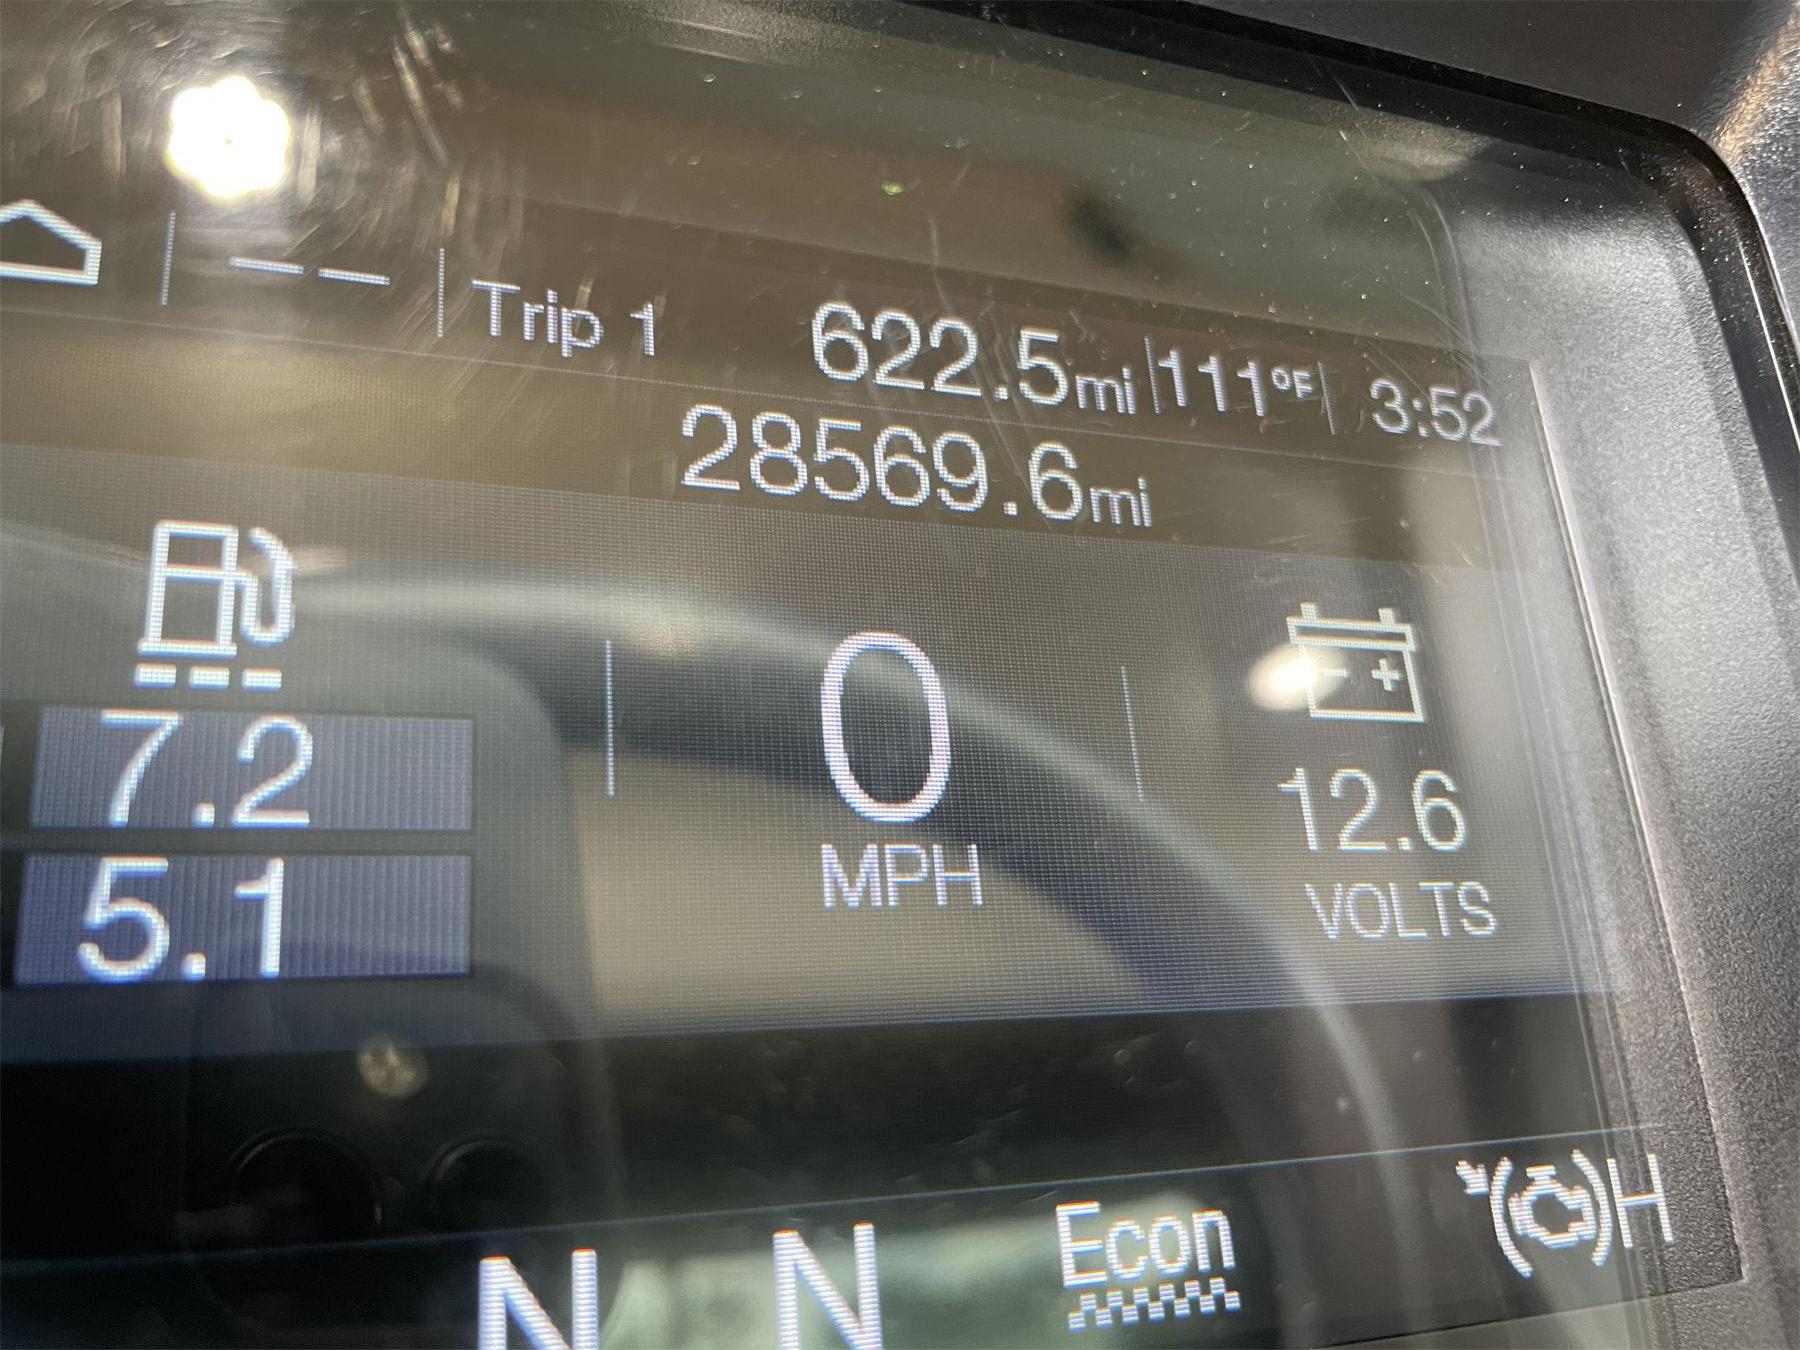 -- Trip 1 622.5mi 111°F 3:52
28569.6mi
7.2
5.1
0
MPH
- +
12.6
VOLTS
N N Econ H